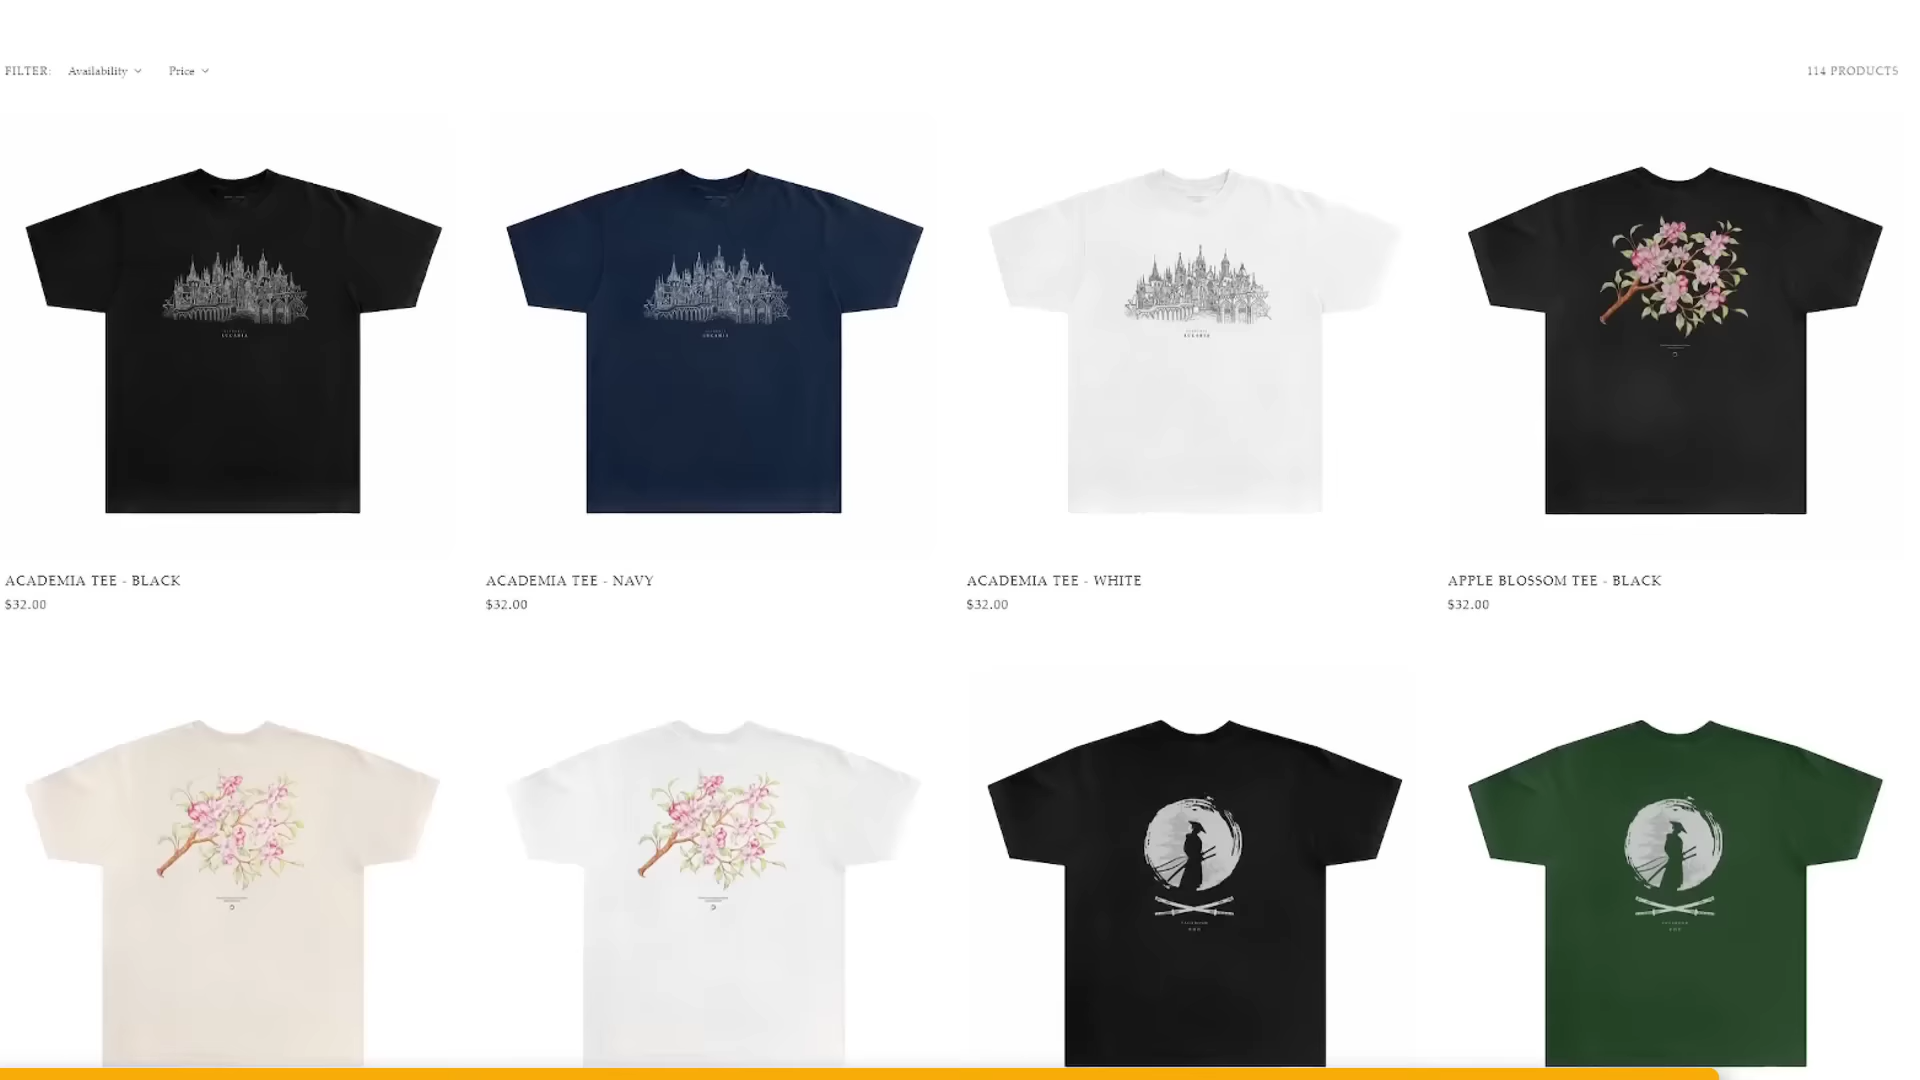 FILTER: Availability Price 114 PRODUCTS
ACADEMIA TEE - BLACK
$32.00
ACADEMIA TEE - NAVY
$32.00
ACADEMIA TEE - WHITE
$32.00
APPLE BLOSSOM TEE - BLACK
$32.00